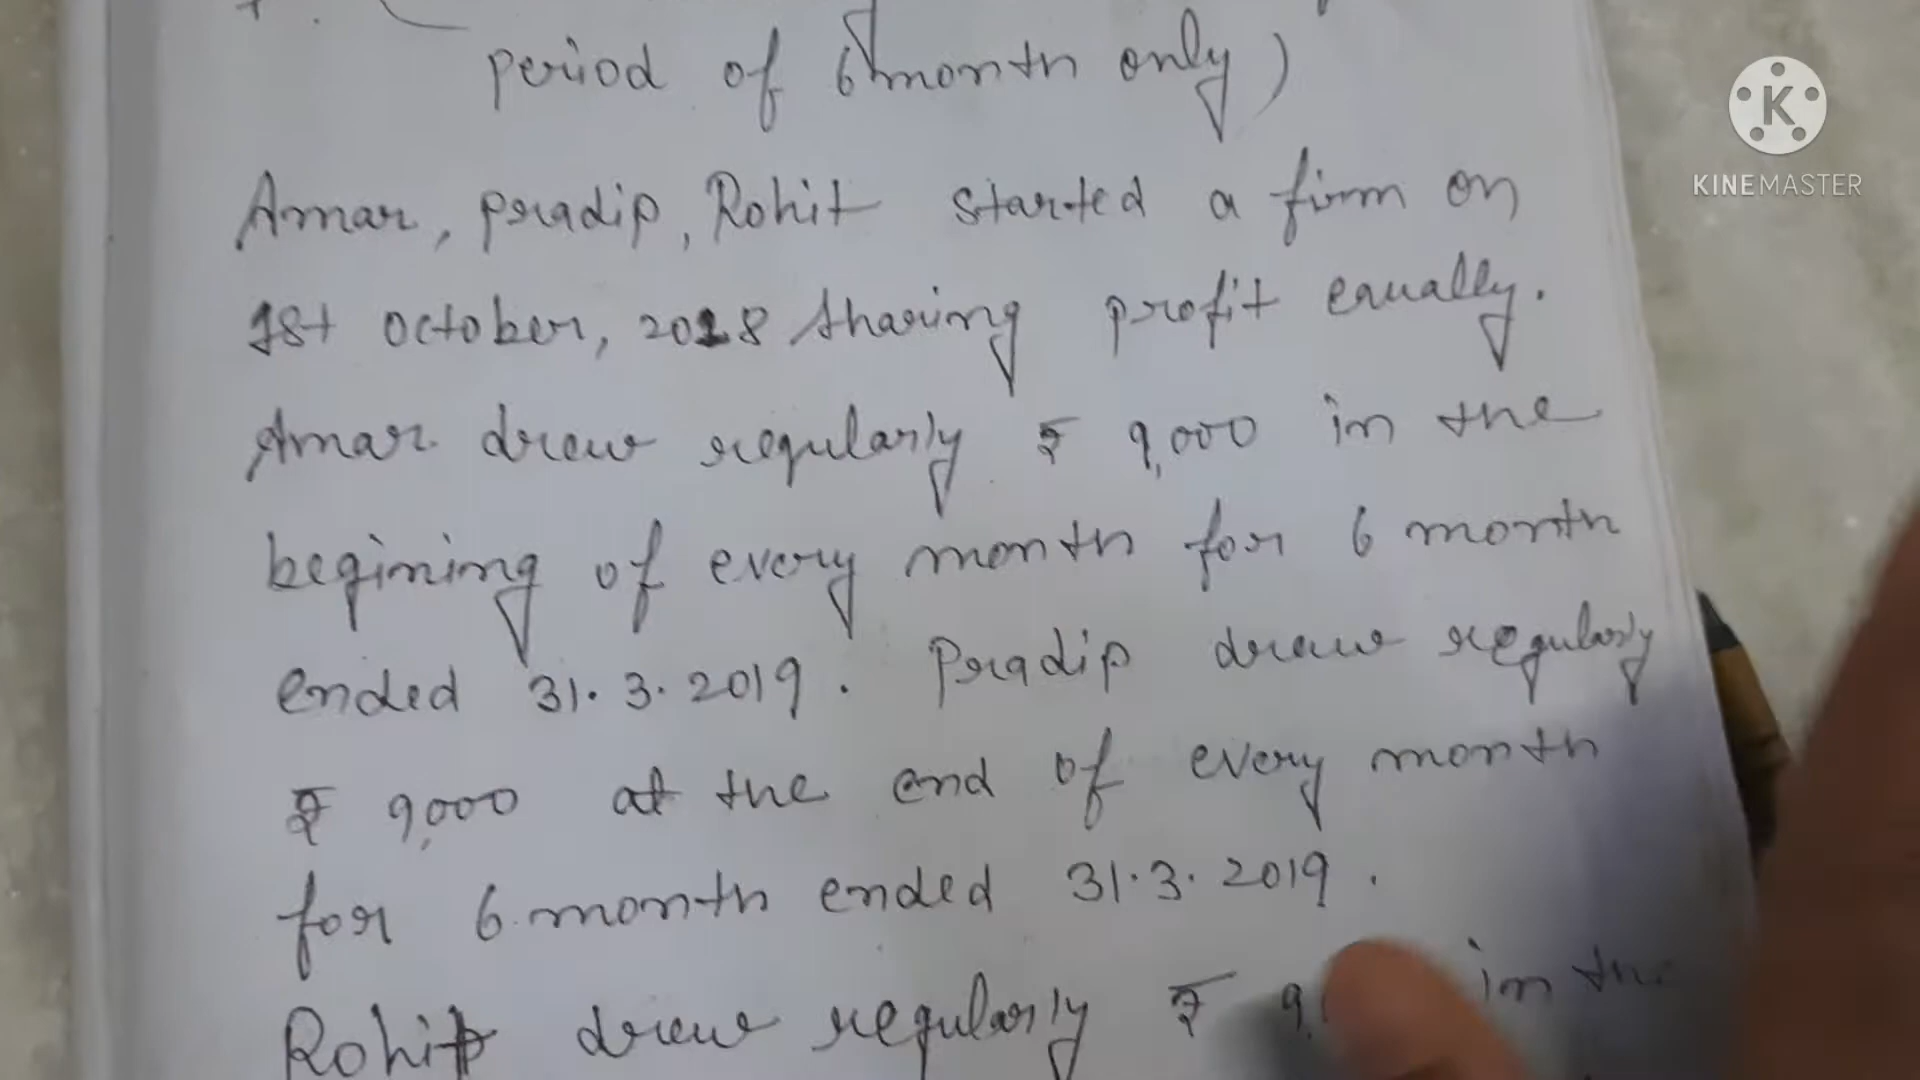 period of 6 month only)
K
KINEMASTER
Amar, pradip, Rohit started a firm on
1st october, 2018 sharing profit equally.
Amar drew regularly ₹ 9,000 in the
begining of every month for 6 month
ended 31.3.2019. Pradip drew regularly
₹ 9,000 at the end of every month
for 6 month ended 31.3.2019.
Rohit drew regularly ₹ in the